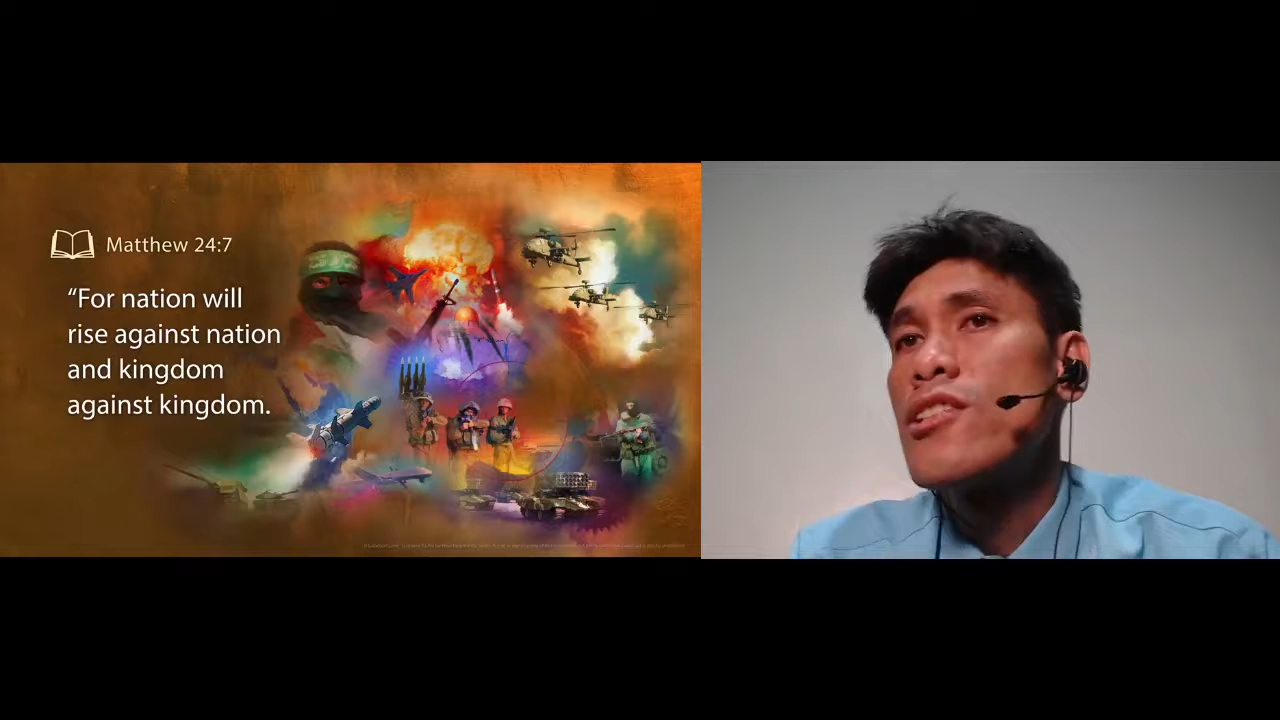 Matthew 24:7
“For nation will
rise against nation
and kingdom
against kingdom.